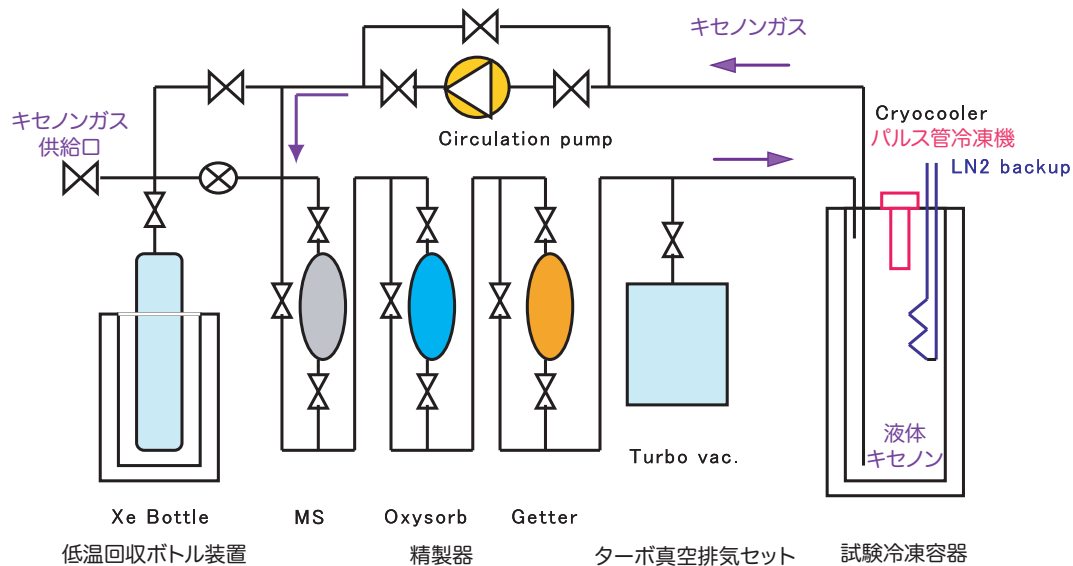 キセノンガス
Cryocooler
パルス管冷凍機
LN2 backup
キセノンガス
供給口
Circulation pump
液体
キセノン
Turbo vac.
Xe Bottle
MS
Oxysorb
Getter
低温回収ボトル装置
精製器
ターボ真空排気セット
試験冷凍容器